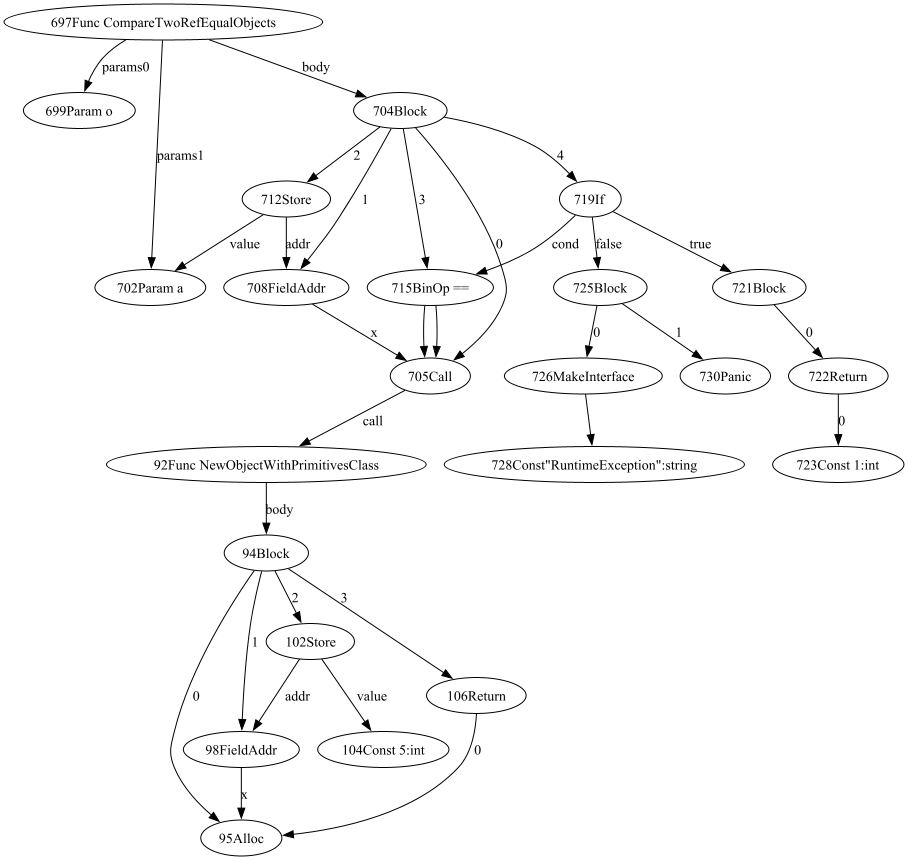 697Func CompareTwoRefEqualObjects
params0
body
699Param o
704Block
params1
2
1
3
0
4
712Store
719If
value
addr
cond
false
true
702Param a
708FieldAddr
715BinOp ==
725Block
721Block
x
0
1
0
705Call
726MakeInterface
730Panic
722Return
call
0
92Func NewObjectWithPrimitivesClass
728Const"RuntimeException":string
723Const 1:int
body
94Block
2
3
1
102Store
0
addr
value
106Return
98FieldAddr
104Const 5:int
0
x
95Alloc